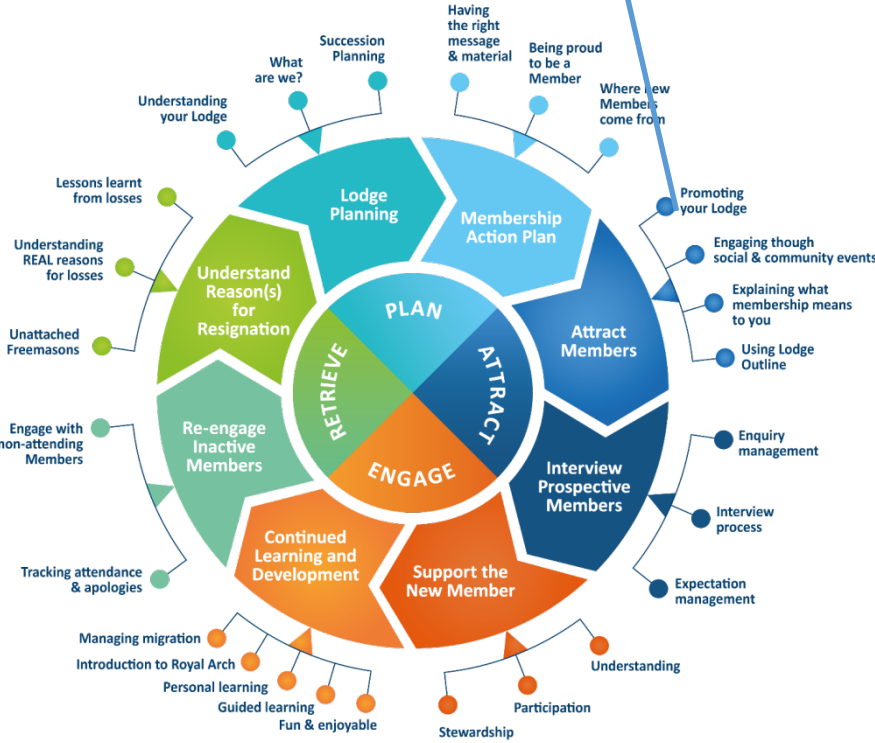 Succession
Planning
What
are we?
Understanding
your Lodge
Having
the right
message
& material
Being proud
to be a
Member
Where New
Members
come from
Promoting
your Lodge
Engaging though
social & community events
Explaining what
membership means
to you
Using Lodge
Outline
Enquiry
management
Interview
process
Expectation
management
Understanding
Participation
Stewardship
Fun & enjoyable
Guided learning
Personal learning
Introduction to Royal Arch
Managing migration
Tracking attendance
& apologies
Engage with
non-attending
Members
Unattached
Freemasons
Understanding
REAL reasons
for losses
Lessons learnt
from losses
Lodge
Planning
Membership
Action Plan
Attract
Members
Interview
Prospective
Members
Support the
New Member
Continued
Learning and
Development
Re-engage
Inactive
Members
Understand
Reason(s)
for
Resignation
PLAN
ATTRACT
ENGAGE
RETRIEVE